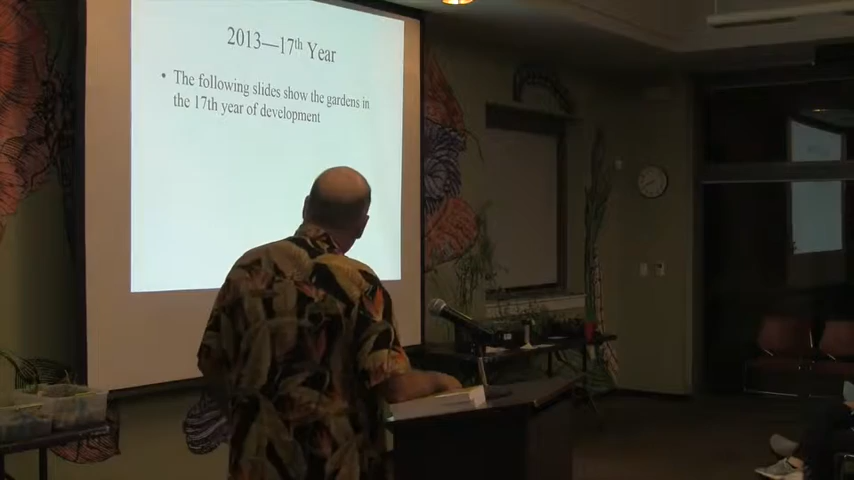 2013—17th Year
• The following slides show the gardens in
the 17th year of development